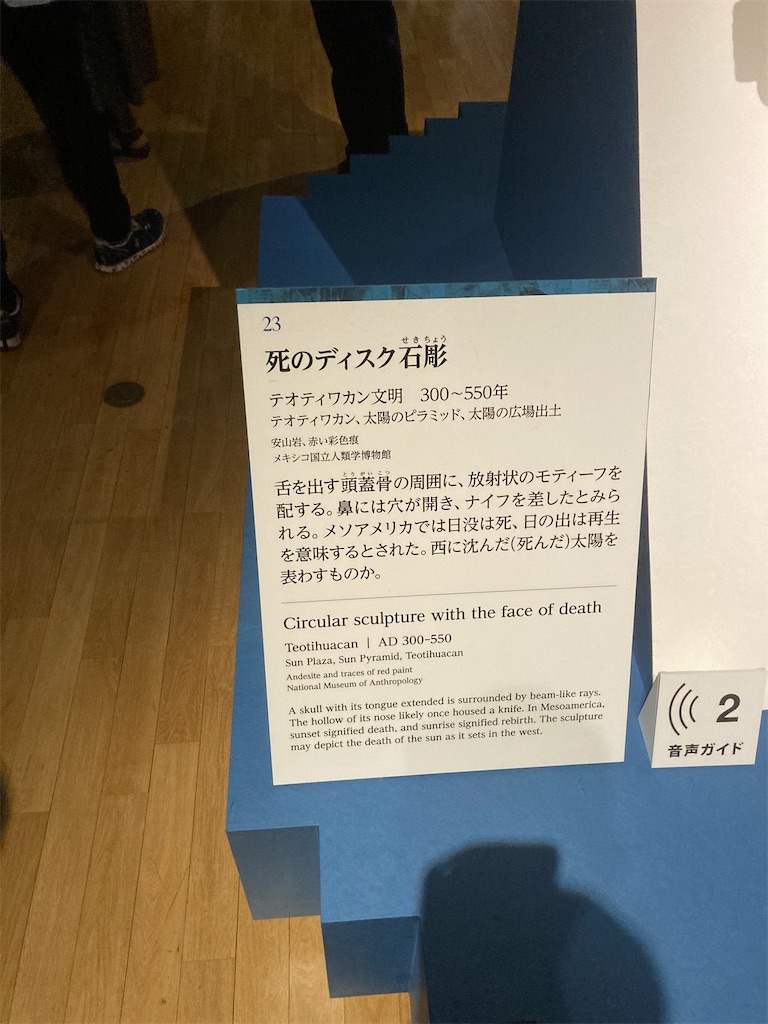 23
死のディスク石彫
せきちょう
テオティワカン文明　300〜550年
テオティワカン、太陽のピラミッド、太陽の広場出土
安山岩、赤い彩色痕
メキシコ国立人類学博物館
舌を出す頭蓋骨の周囲に、放射状のモティーフを
とうがいこつ
配する。鼻には穴が開き、ナイフを差したとみら
れる。メソアメリカでは日没は死、日の出は再生
を意味するとされた。西に沈んだ(死んだ)太陽を
表わすものか。
Circular sculpture with the face of death
Teotihuacan | AD 300-550
Sun Plaza, Sun Pyramid, Teotihuacan
Andesite and traces of red paint
National Museum of Anthropology
A skull with its tongue extended is surrounded by beam-like rays.
The hollow of its nose likely once housed a knife. In Mesoamerica,
sunset signified death, and sunrise signified rebirth. The sculpture
may depict the death of the sun as it sets in the west.
2
音声ガイド